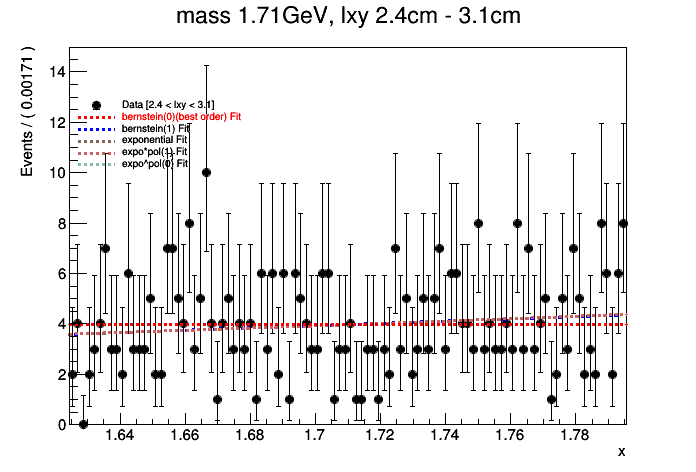 mass 1.71GeV, lxy 2.4cm - 3.1cm
Events / ( 0.00171 )
14
12
10
8
6
4
2
0
Data [2.4 < lxy < 3.1]
bernstein(0)(best order) Fit
bernstein(1) Fit
exponential Fit
expo*pol(1) Fit
expo^pol(0) Fit
1.64 1.66 1.68 1.7 1.72 1.74 1.76 1.78
x